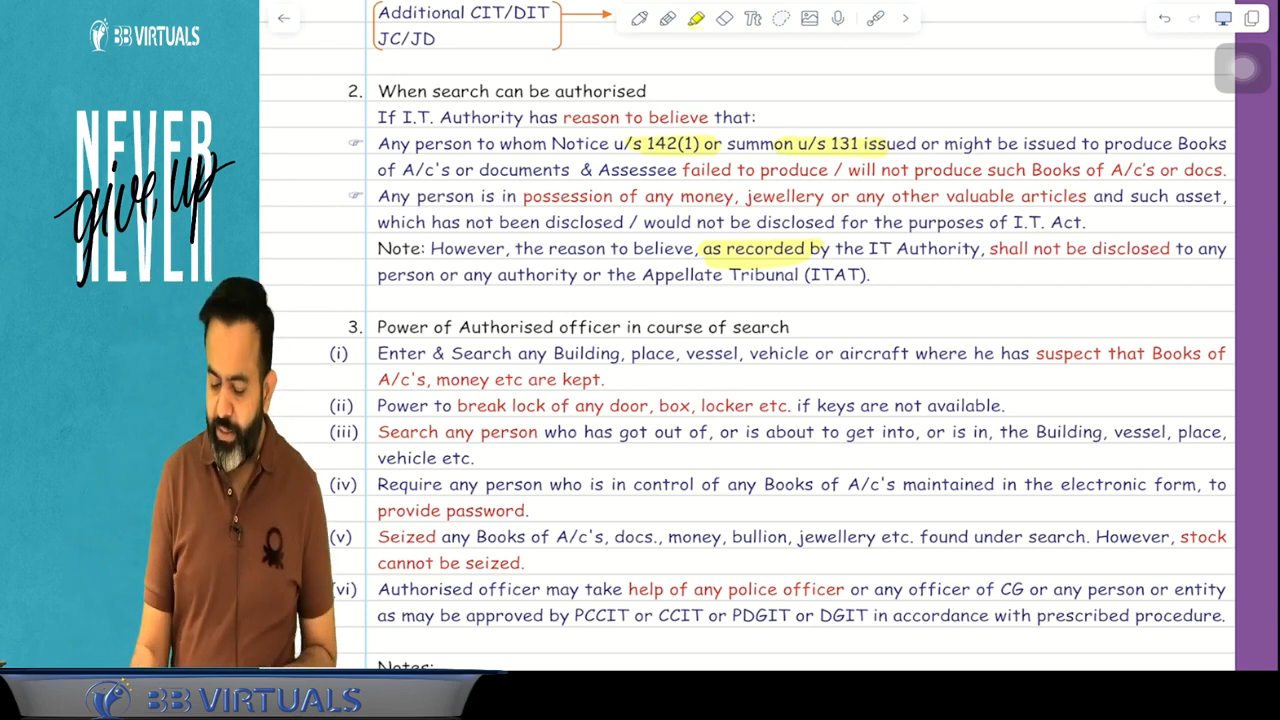 BB VIRTUALS
NEVER
give up
NEVER
Additional CIT/DIT
JC/JD
2. When search can be authorised
If I.T. Authority has reason to believe that:
☞ Any person to whom Notice u/s 142(1) or summon u/s 131 issued or might be issued to produce Books
of A/c's or documents & Assessee failed to produce / will not produce such Books of A/c's or docs.
☞ Any person is in possession of any money, jewellery or any other valuable articles and such asset,
which has not been disclosed / would not be disclosed for the purposes of I.T. Act.
Note: However, the reason to believe, as recorded by the IT Authority, shall not be disclosed to any
person or any authority or the Appellate Tribunal (ITAT).
3. Power of Authorised officer in course of search
(i) Enter & Search any Building, place, vessel, vehicle or aircraft where he has suspect that Books of
A/c's, money etc are kept.
(ii) Power to break lock of any door, box, locker etc. if keys are not available.
(iii) Search any person who has got out of, or is about to get into, or is in, the Building, vessel, place,
vehicle etc.
(iv) Require any person who is in control of any Books of A/c's maintained in the electronic form, to
provide password.
(v) Seized any Books of A/c's, docs., money, bullion, jewellery etc. found under search. However, stock
cannot be seized.
(vi) Authorised officer may take help of any police officer or any officer of CG or any person or entity
as may be approved by PCCIT or CCIT or PDGIT or DGIT in accordance with prescribed procedure.
Notes:
BB VIRTUALS